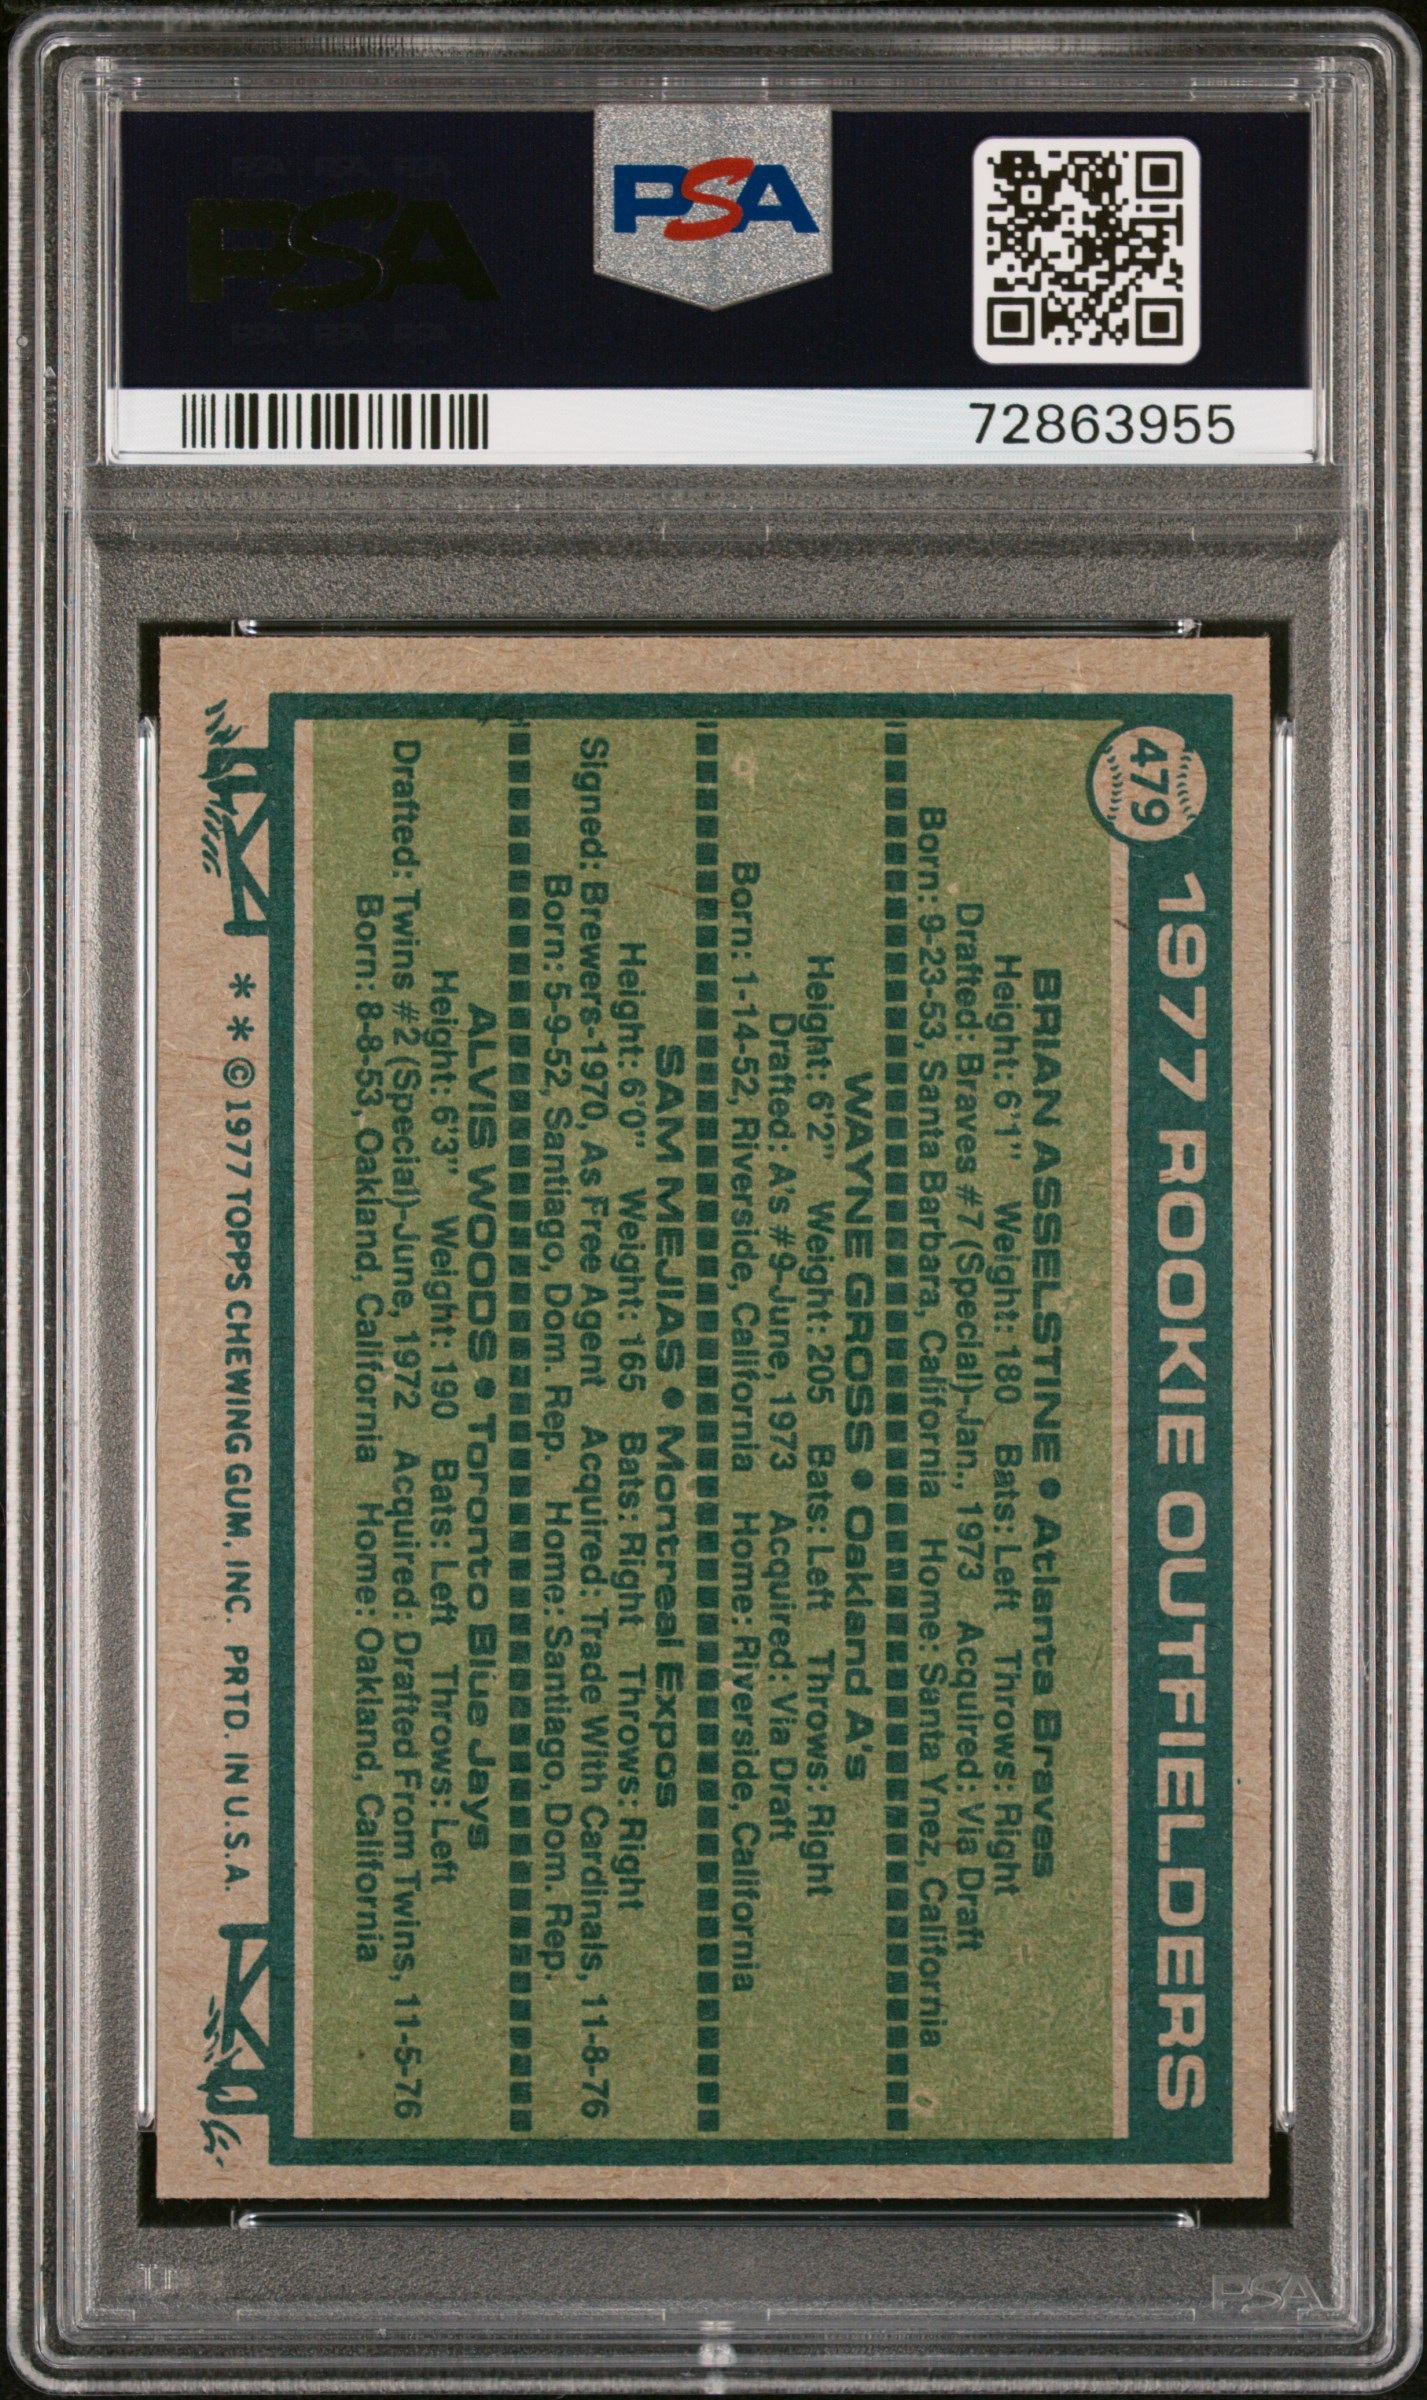 PSA PSA PSA
PSA
PSA PSA PSA
PSA
72863955
479
1977 ROOKIE OUTFIELDERS
BRIAN ASSELSTINE • Atlanta Braves
Height: 6'1" Weight: 180 Bats: Left Throws: Right
Drafted: Braves #7 (Special)-Jan., 1973 Acquired: Via Draft
Born: 9-23-53, Santa Barbara, California Home: Santa Ynez, California
WAYNE GROSS • Oakland A's
Height: 6'2" Weight: 205 Bats: Left Throws: Right
Drafted: A's #9-June, 1973 Acquired: Via Draft
Born: 1-14-52, Riverside, California Home: Riverside, California
SAM MEJIAS • Montreal Expos
Height: 6'0" Weight: 165 Bats: Right Throws: Right
Signed: Brewers-1970, As Free Agent Acquired: Trade With Cardinals, 11-8-76
Born: 5-9-52, Santiago, Dom. Rep. Home: Santiago, Dom. Rep.
ALVIS WOODS • Toronto Blue Jays
Height: 6'3" Weight: 190 Bats: Left Throws: Left
Drafted: Twins #2 (Special)-June, 1972 Acquired: Drafted From Twins, 11-5-76
Born: 8-8-53, Oakland, California Home: Oakland, California
* * © 1977 TOPPS CHEWING GUM, INC. PRTD. IN U.S.A.
PSA